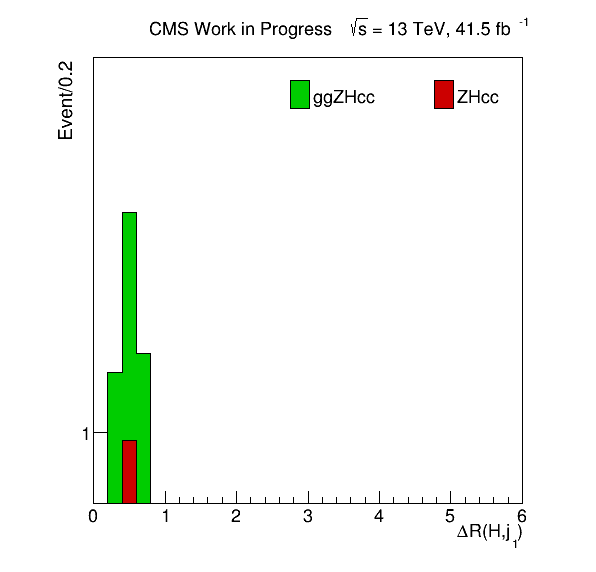 CMS Work in Progress √s = 13 TeV, 41.5 fb⁻¹
Event/0.2
ggZHcc ZHcc
1
0 1 2 3 4 5 6
ΔR(H,j₁)